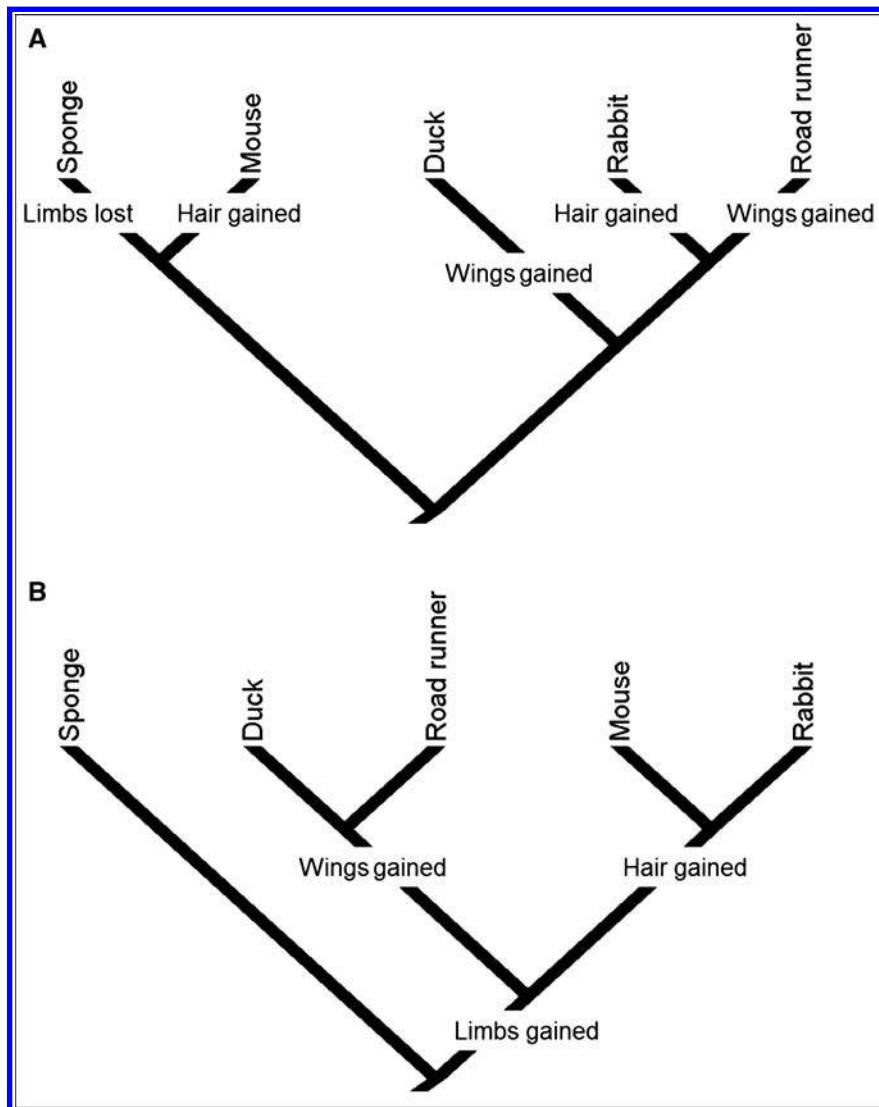 A
Sponge
Mouse
Duck
Rabbit
Road runner
Limbs lost
Hair gained
Hair gained
Wings gained
Wings gained
B
Sponge
Duck
Road runner
Mouse
Rabbit
Wings gained
Hair gained
Limbs gained